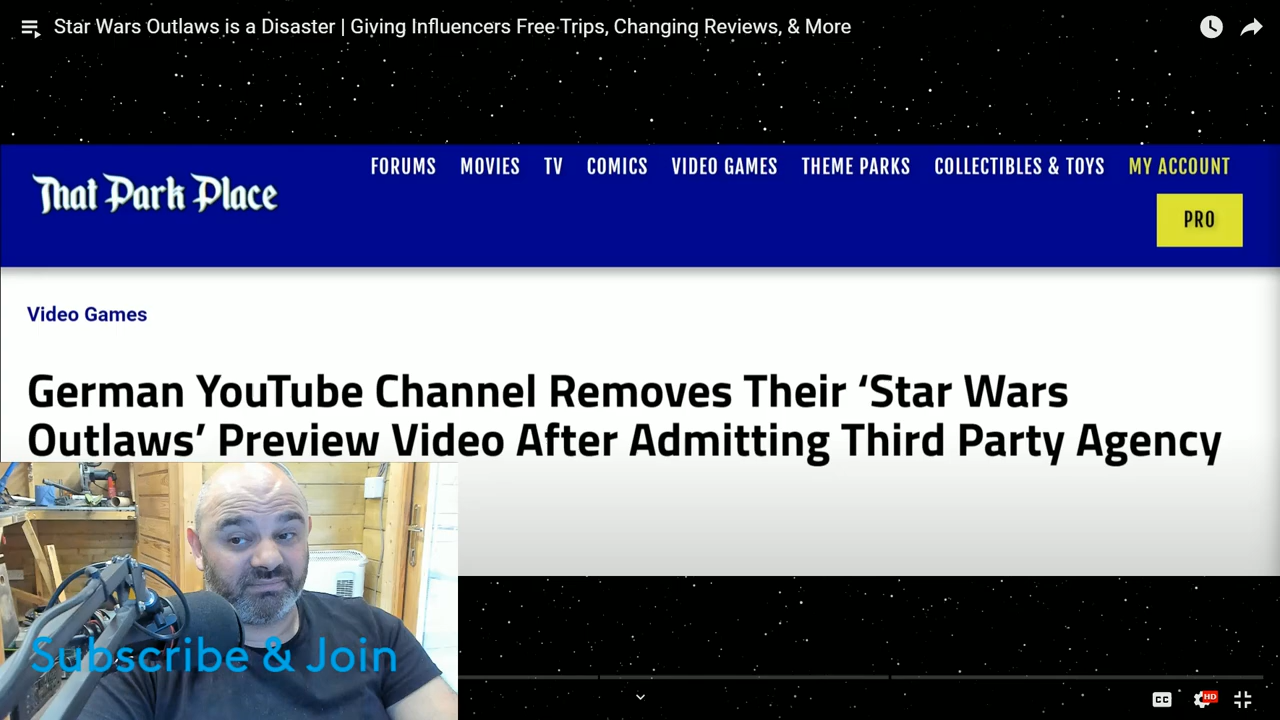 Star Wars Outlaws is a Disaster | Giving Influencers Free Trips, Changing Reviews, & More
That Park Place
FORUMS MOVIES TV COMICS VIDEO GAMES THEME PARKS COLLECTIBLES & TOYS MY ACCOUNT
PRO
Video Games
German YouTube Channel Removes Their ‘Star Wars
Outlaws’ Preview Video After Admitting Third Party Agency
Subscribe & Join
CC
HD